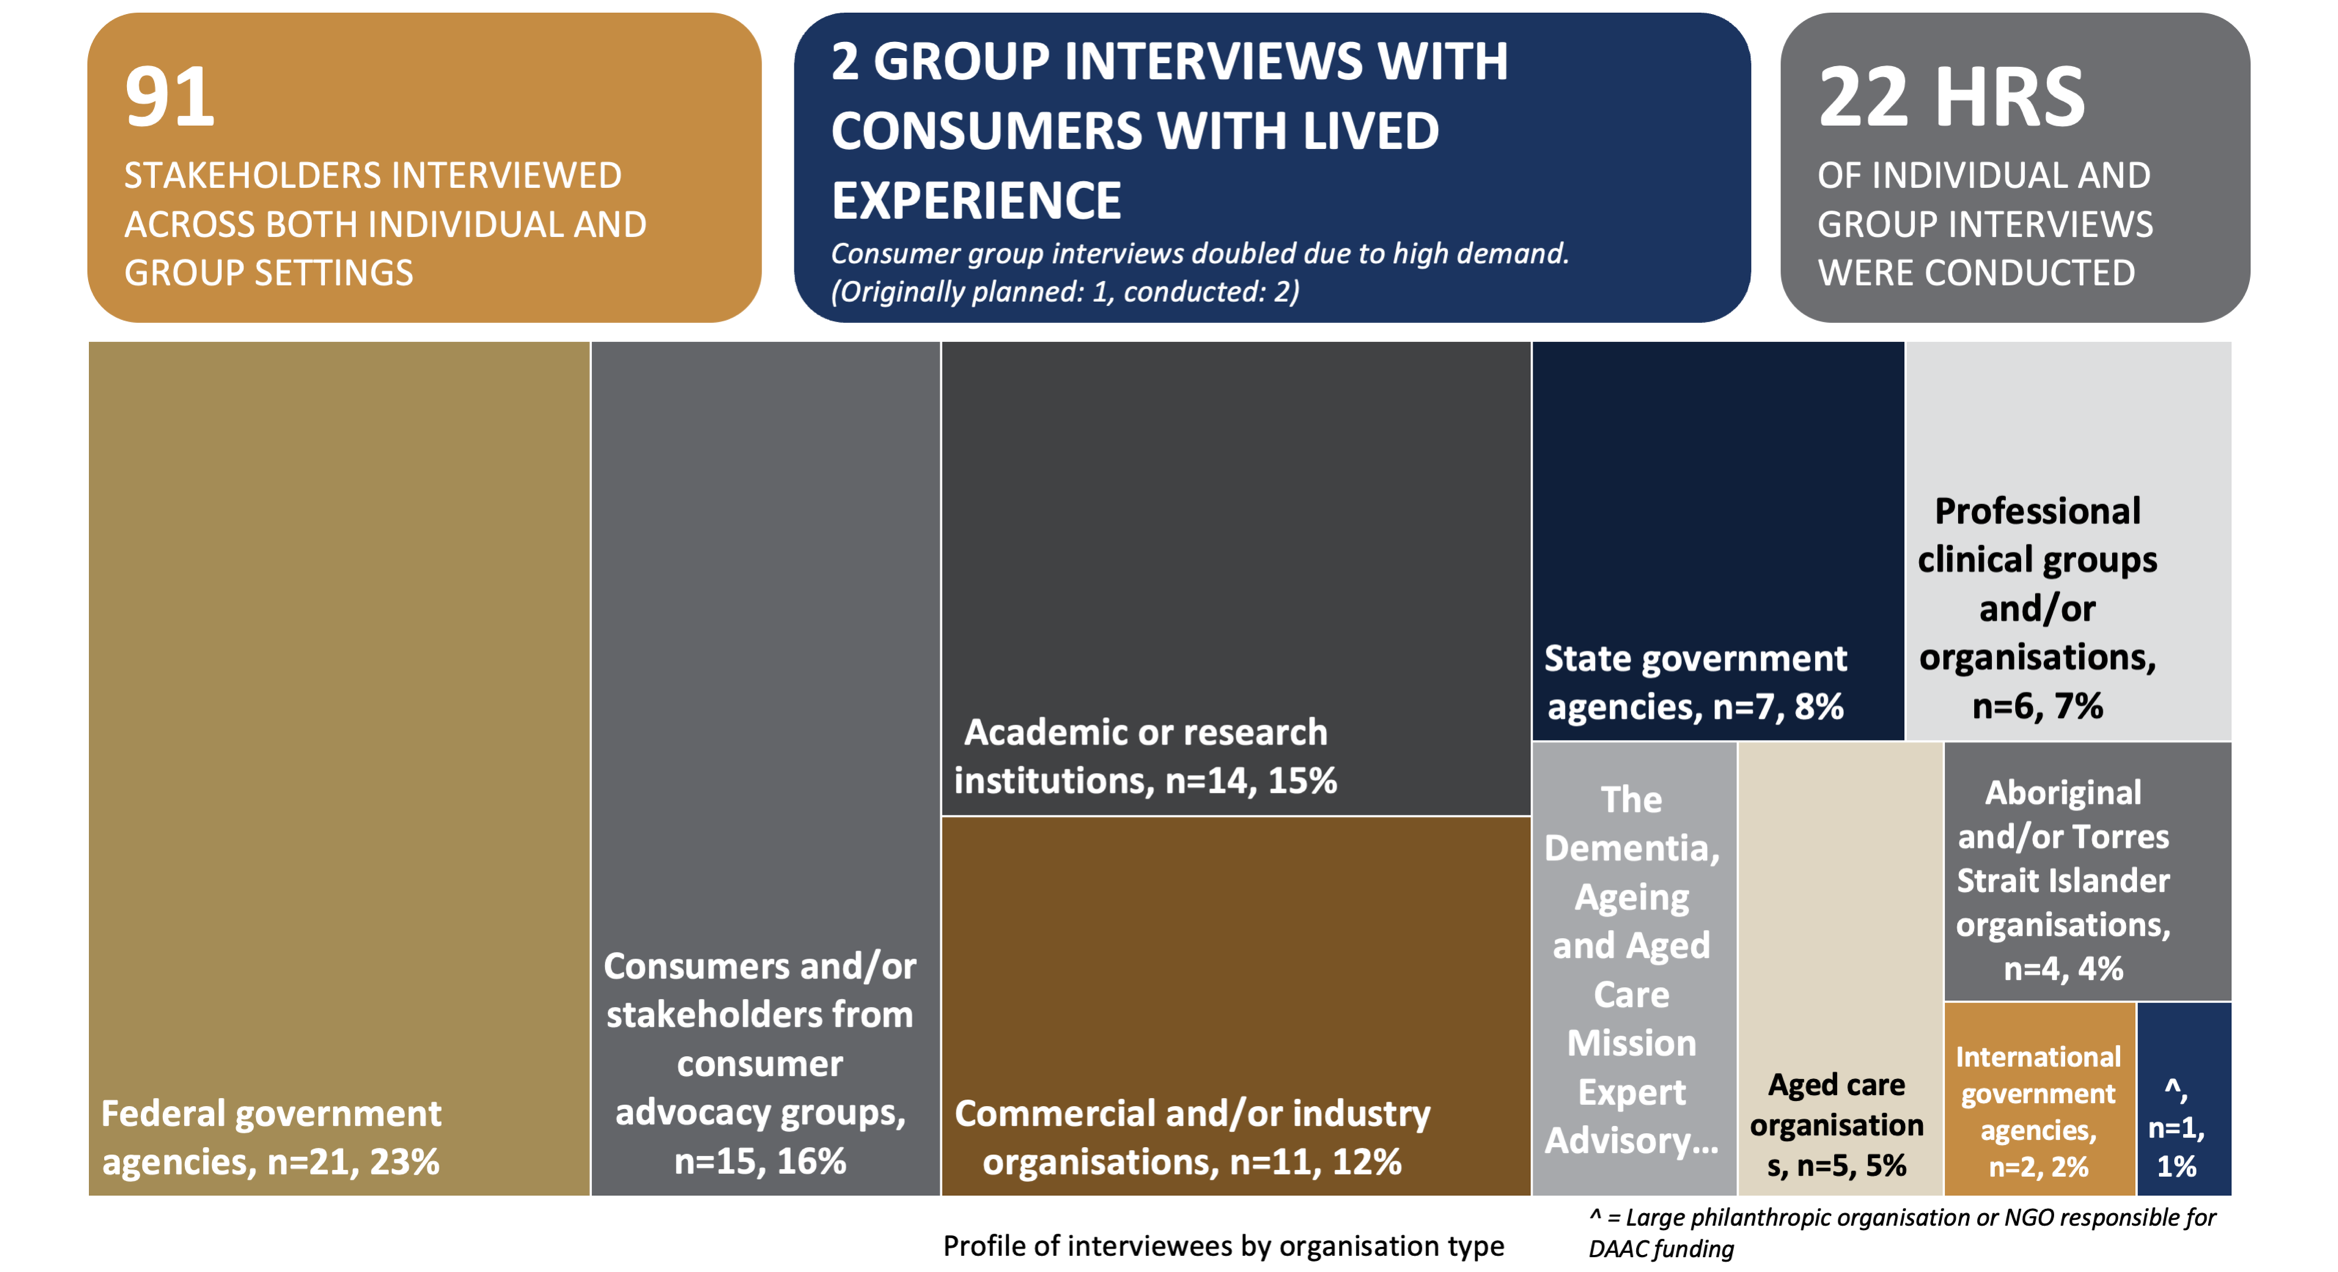 91
STAKEHOLDERS INTERVIEWED
ACROSS BOTH INDIVIDUAL AND
GROUP SETTINGS
2 GROUP INTERVIEWS WITH
CONSUMERS WITH LIVED
EXPERIENCE
Consumer group interviews doubled due to high demand.
(Originally planned: 1, conducted: 2)
22 HRS
OF INDIVIDUAL AND
GROUP INTERVIEWS
WERE CONDUCTED
Federal government
agencies, n=21, 23%
Consumers and/or
stakeholders from
consumer
advocacy groups,
n=15, 16%
Academic or research
institutions, n=14, 15%
Commercial and/or industry
organisations, n=11, 12%
State government
agencies, n=7, 8%
Professional
clinical groups
and/or
organisations,
n=6, 7%
The
Dementia,
Ageing
and Aged
Care
Mission
Expert
Advisory...
Aged care
organisation
s, n=5, 5%
Aboriginal
and/or Torres
Strait Islander
organisations,
n=4, 4%
International
government
agencies,
n=2, 2%
^,
n=1,
1%
^ = Large philanthropic organisation or NGO responsible for
DAAC funding
Profile of interviewees by organisation type